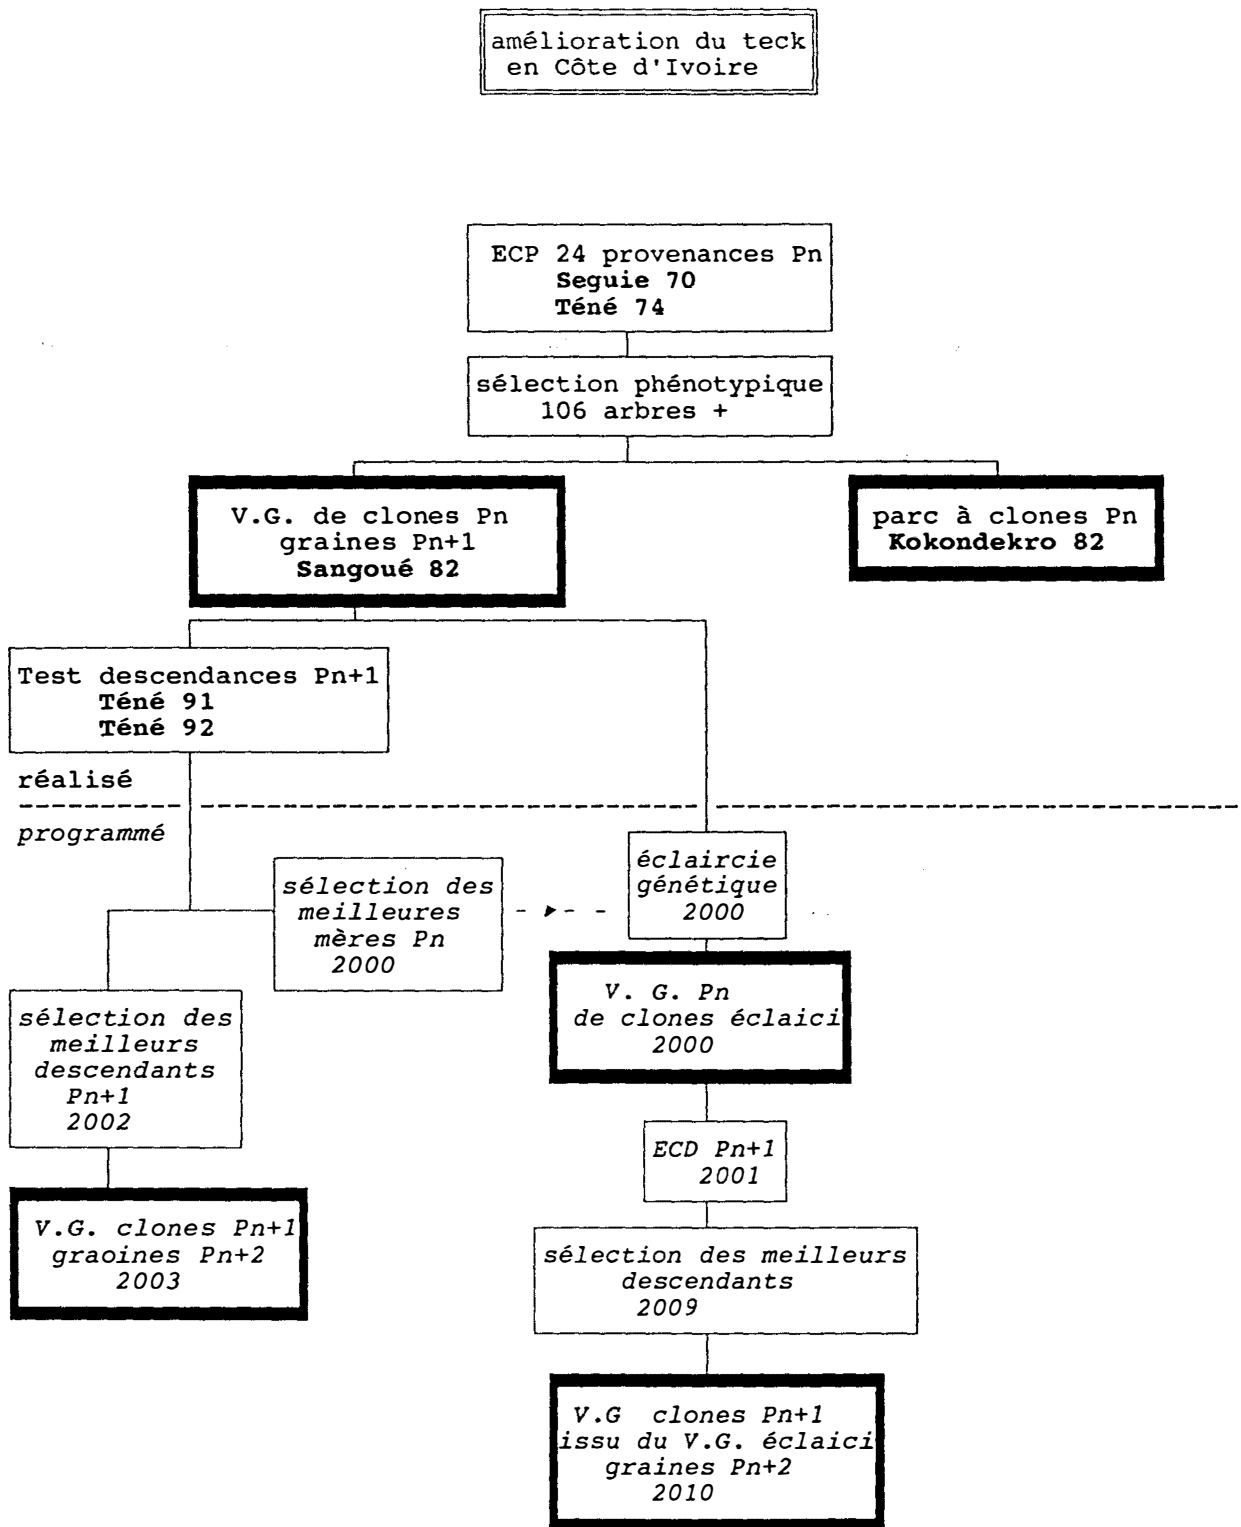 amélioration du teck
en Côte d'Ivoire
ECP 24 provenances Pn
Seguie 70
Téné 74
sélection phénotypique
106 arbres +
V.G. de clones Pn
graines Pn+1
Sangoué 82
parc à clones Pn
Kokondekro 82
Test descendances Pn+1
Téné 91
Téné 92
réalisé
programmé
sélection des
meilleures
mères Pn
2000
éclaircie
génétique
2000
V. G. Pn
de clones éclaici
2000
sélection des
meilleurs
descendants
Pn+1
2002
ECD Pn+1
2001
V.G. clones Pn+1
graoines Pn+2
2003
sélection des meilleurs
descendants
2009
V.G clones Pn+1
issu du V.G. éclaici
graines Pn+2
2010